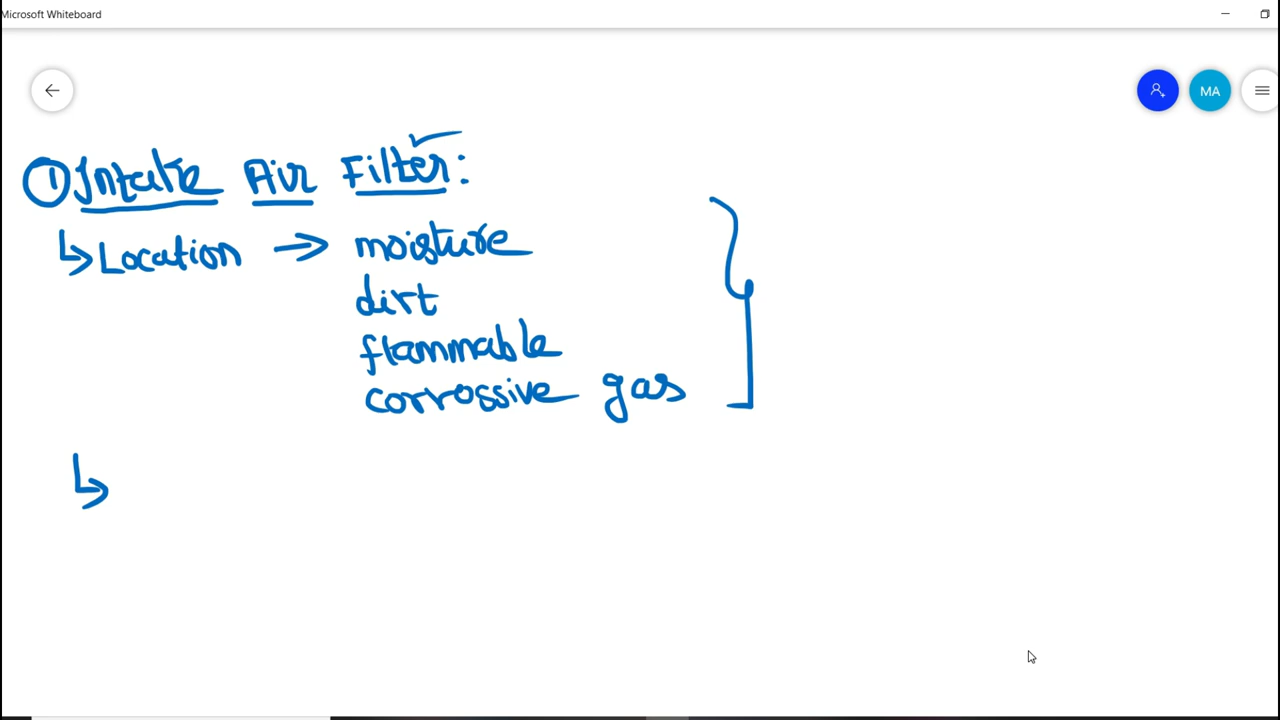 Microsoft Whiteboard
MA
① Intake Air Filter:
↳ Location → moisture
dirt
flammable
corrossive gas
↳